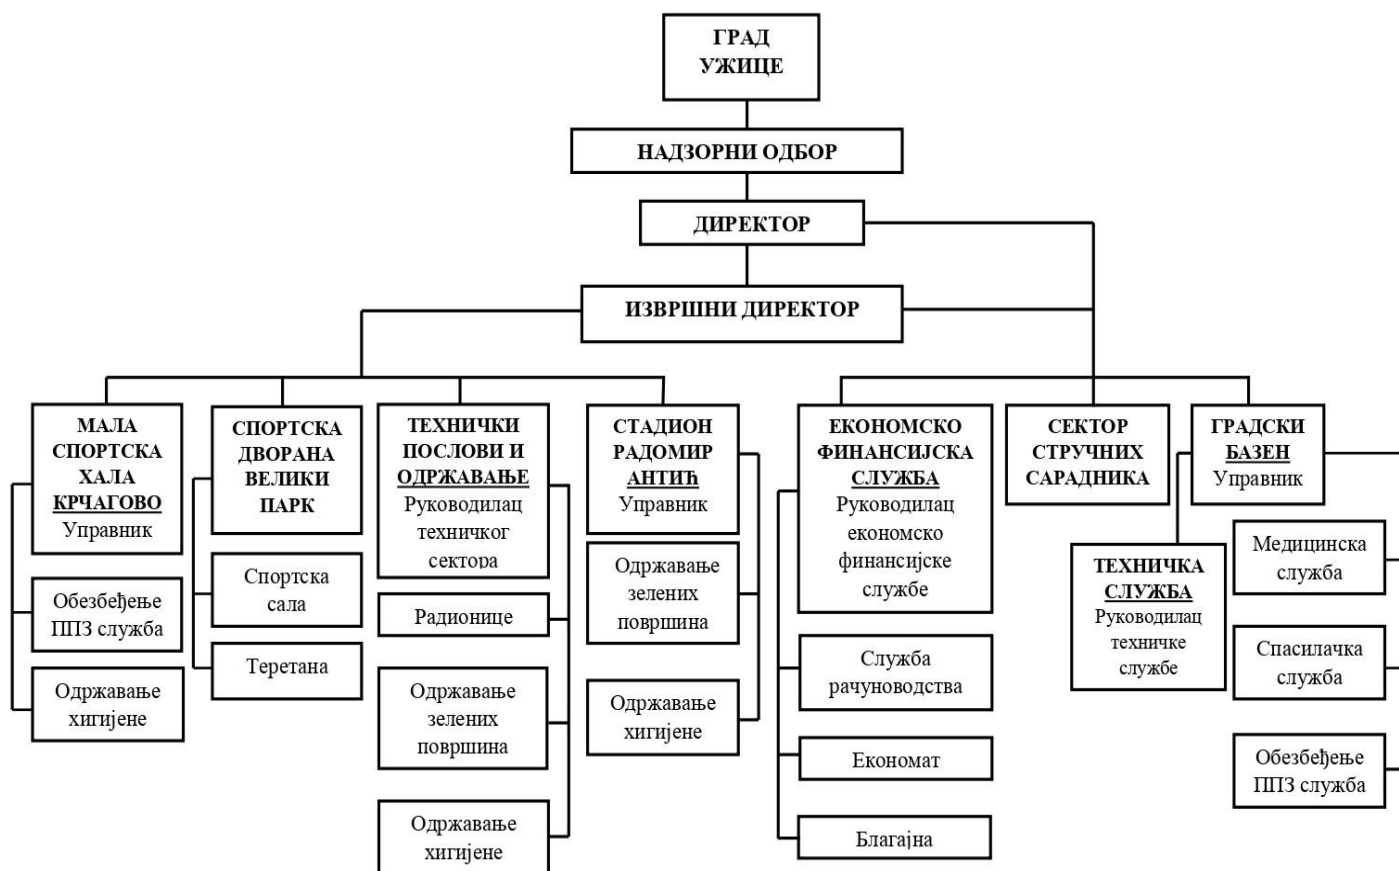 ГРАД
УЖИЦЕ
НАДЗОРНИ ОДБОР
ДИРЕКТОР
ИЗВРШНИ ДИРЕКТОР
МАЛА
СПОРТСКА
ХАЛА
КРЧАГОВО
Управник
Обезбеђење
ППЗ служба
Одржавање
хигијене
СПОРТСКА
ДВОРАНА
ВЕЛИКИ
ПАРК
Спортска
сала
Теретана
ТЕХНИЧКИ
ПОСЛОВИ И
ОДРЖАВАЊЕ
Руководилац
техничког
сектора
Радионице
Одржавање
зелених
површина
Одржавање
хигијене
СТАДИОН
РАДОМИР
АНТИЋ
Управник
Одржавање
зелених
површина
Одржавање
хигијене
ЕКОНОМСКО
ФИНАНСИЈСКА
СЛУЖБА
Руководилац
економско
финансијске
службе
Служба
рачуноводства
Економат
Благајна
СЕКТОР
СТРУЧНИХ
САРАДНИКА
ГРАДСКИ
БАЗЕН
Управник
ТЕХНИЧКА
СЛУЖБА
Руководилац
техничке
службе
Медицинска
служба
Спасилачка
служба
Обезбеђење
ППЗ служба